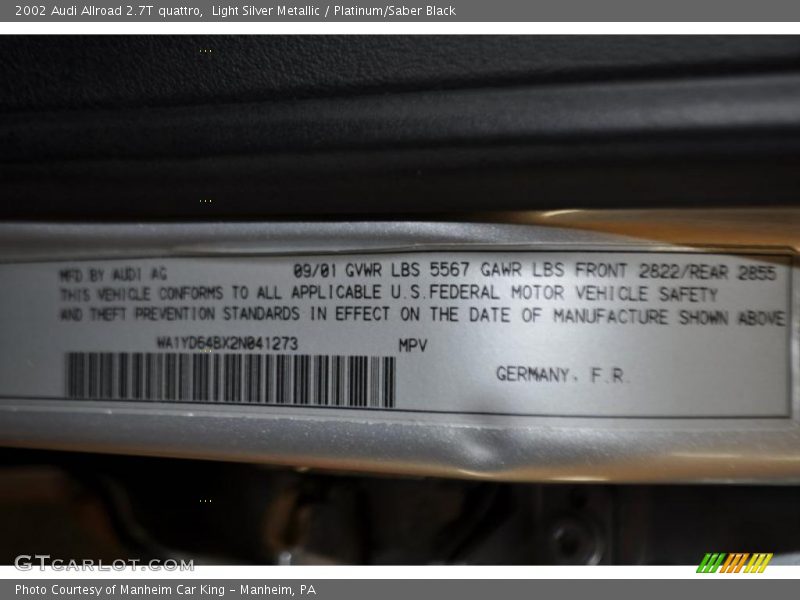 2002 Audi Allroad 2.7T quattro,  Light Silver Metallic / Platinum/Saber Black
MFD BY AUDI AG 09/01 GVWR LBS 5567 GAWR LBS FRONT 2822/REAR 2855
THIS VEHICLE CONFORMS TO ALL APPLICABLE U.S.FEDERAL MOTOR VEHICLE SAFETY
AND THEFT PREVENTION STANDARDS IN EFFECT ON THE DATE OF MANUFACTURE SHOWN ABOVE
WA1YD64BX2N041273 MPV
GERMANY, F.R.
GTCARLOT.COM
Photo Courtesy of Manheim Car King - Manheim, PA